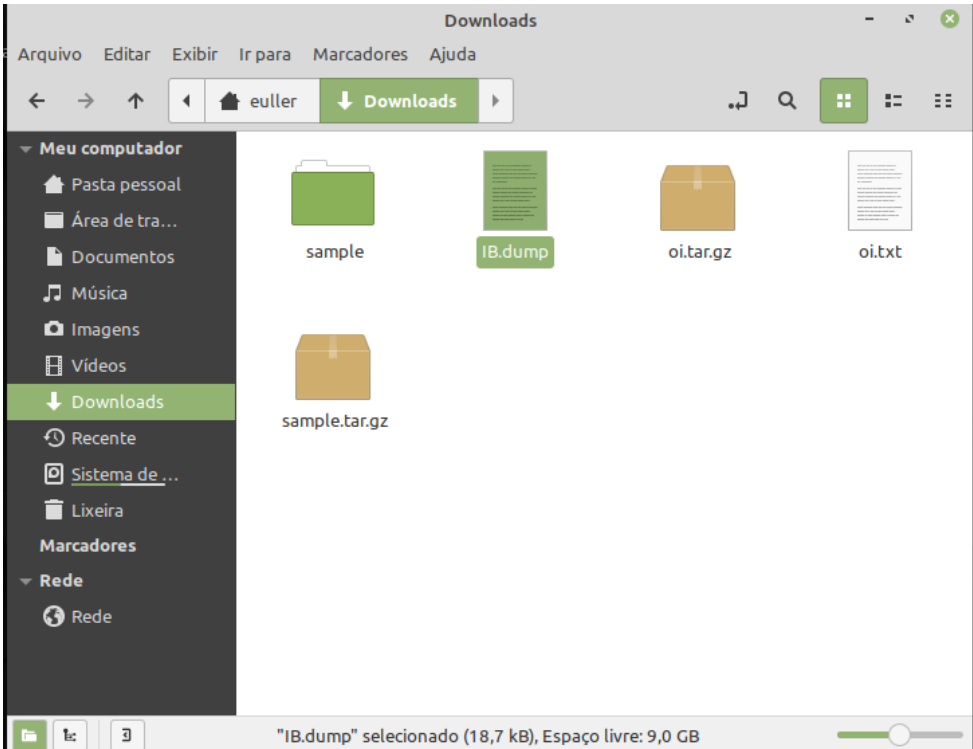 Downloads
Arquivo Editar Exibir Ir para Marcadores Ajuda
euller Downloads
Meu computador
Pasta pessoal
Área de tra...
Documentos
Música
Imagens
Vídeos
Downloads
Recente
Sistema de ...
Lixeira
Marcadores
Rede
Rede
sample IB.dump oi.tar.gz oi.txt
sample.tar.gz
"IB.dump" selecionado (18,7 kB), Espaço livre: 9,0 GB